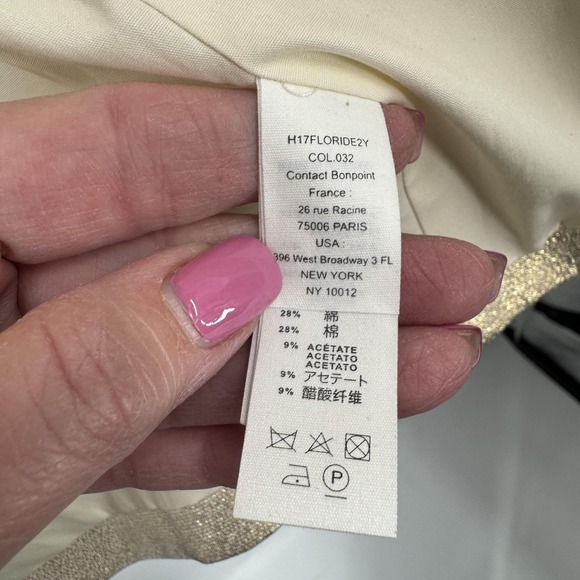 H17FLORIDE2Y
COL.032
Contact Bonpoint
France :
26 rue Racine
75006 PARIS
USA :
396 West Broadway 3 FL
NEW YORK
NY 10012
28% 綿
28% 棉
9% ACÉTATE
ACETATO
ACETATO
9% アセテート
9% 醋酸纤维
P